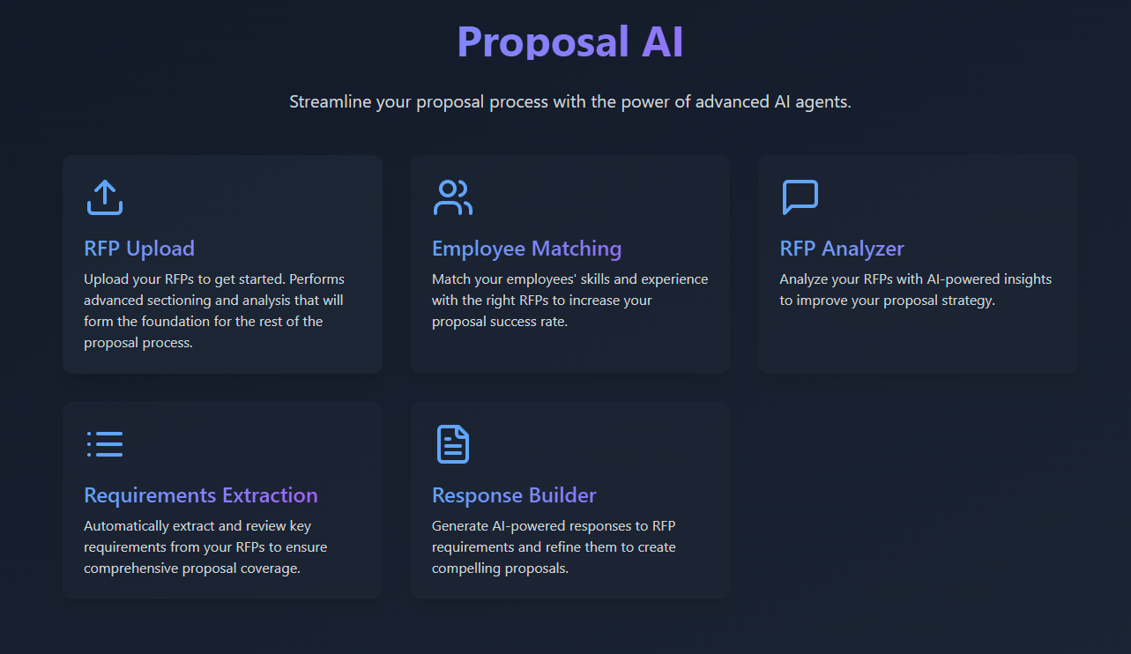 Proposal AI
Streamline your proposal process with the power of advanced AI agents.
RFP Upload
Upload your RFPs to get started. Performs
advanced sectioning and analysis that will
form the foundation for the rest of the
proposal process.
Employee Matching
Match your employees' skills and experience
with the right RFPs to increase your
proposal success rate.
RFP Analyzer
Analyze your RFPs with AI-powered insights
to improve your proposal strategy.
Requirements Extraction
Automatically extract and review key
requirements from your RFPs to ensure
comprehensive proposal coverage.
Response Builder
Generate AI-powered responses to RFP
requirements and refine them to create
compelling proposals.